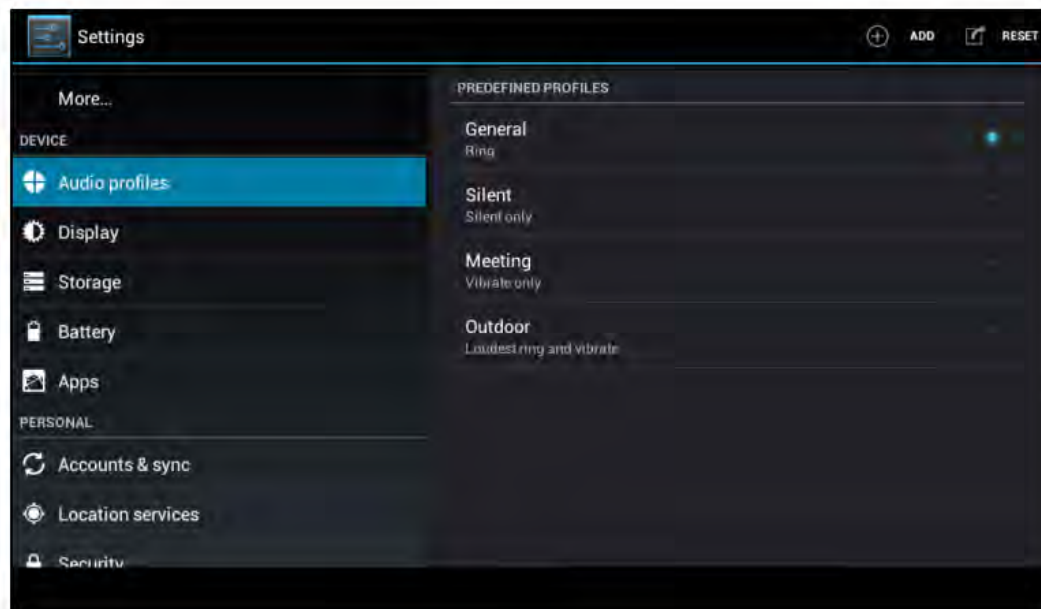 Settings
ADD
RESET
More...
DEVICE
Audio profiles
Display
Storage
Battery
Apps
PERSONAL
Accounts & sync
Location services
Security
PREDEFINED PROFILES
General
Ring
Silent
Silent only
Meeting
Vibrate only
Outdoor
Loudest ring and vibrate